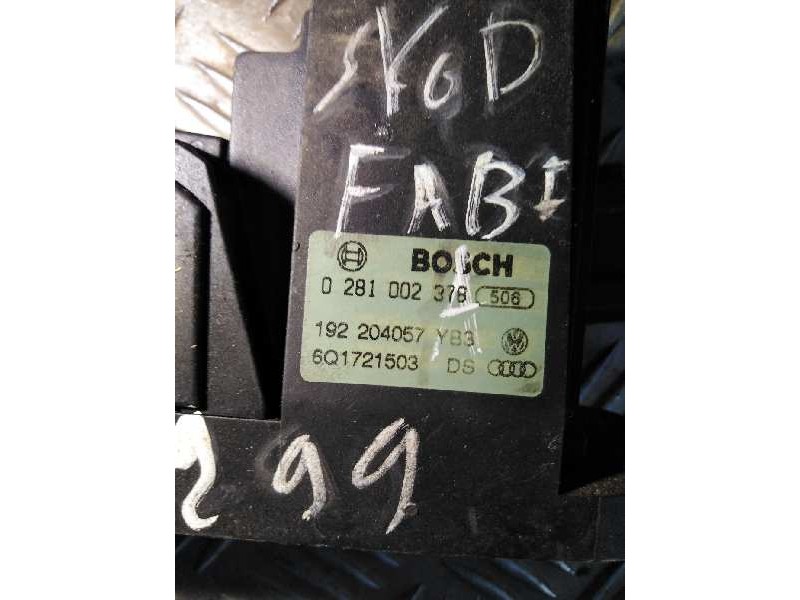 SKOD
FABI
A
BOSCH
0 281 002 378 506
192 204057 YB3
6Q1721503 DS
299